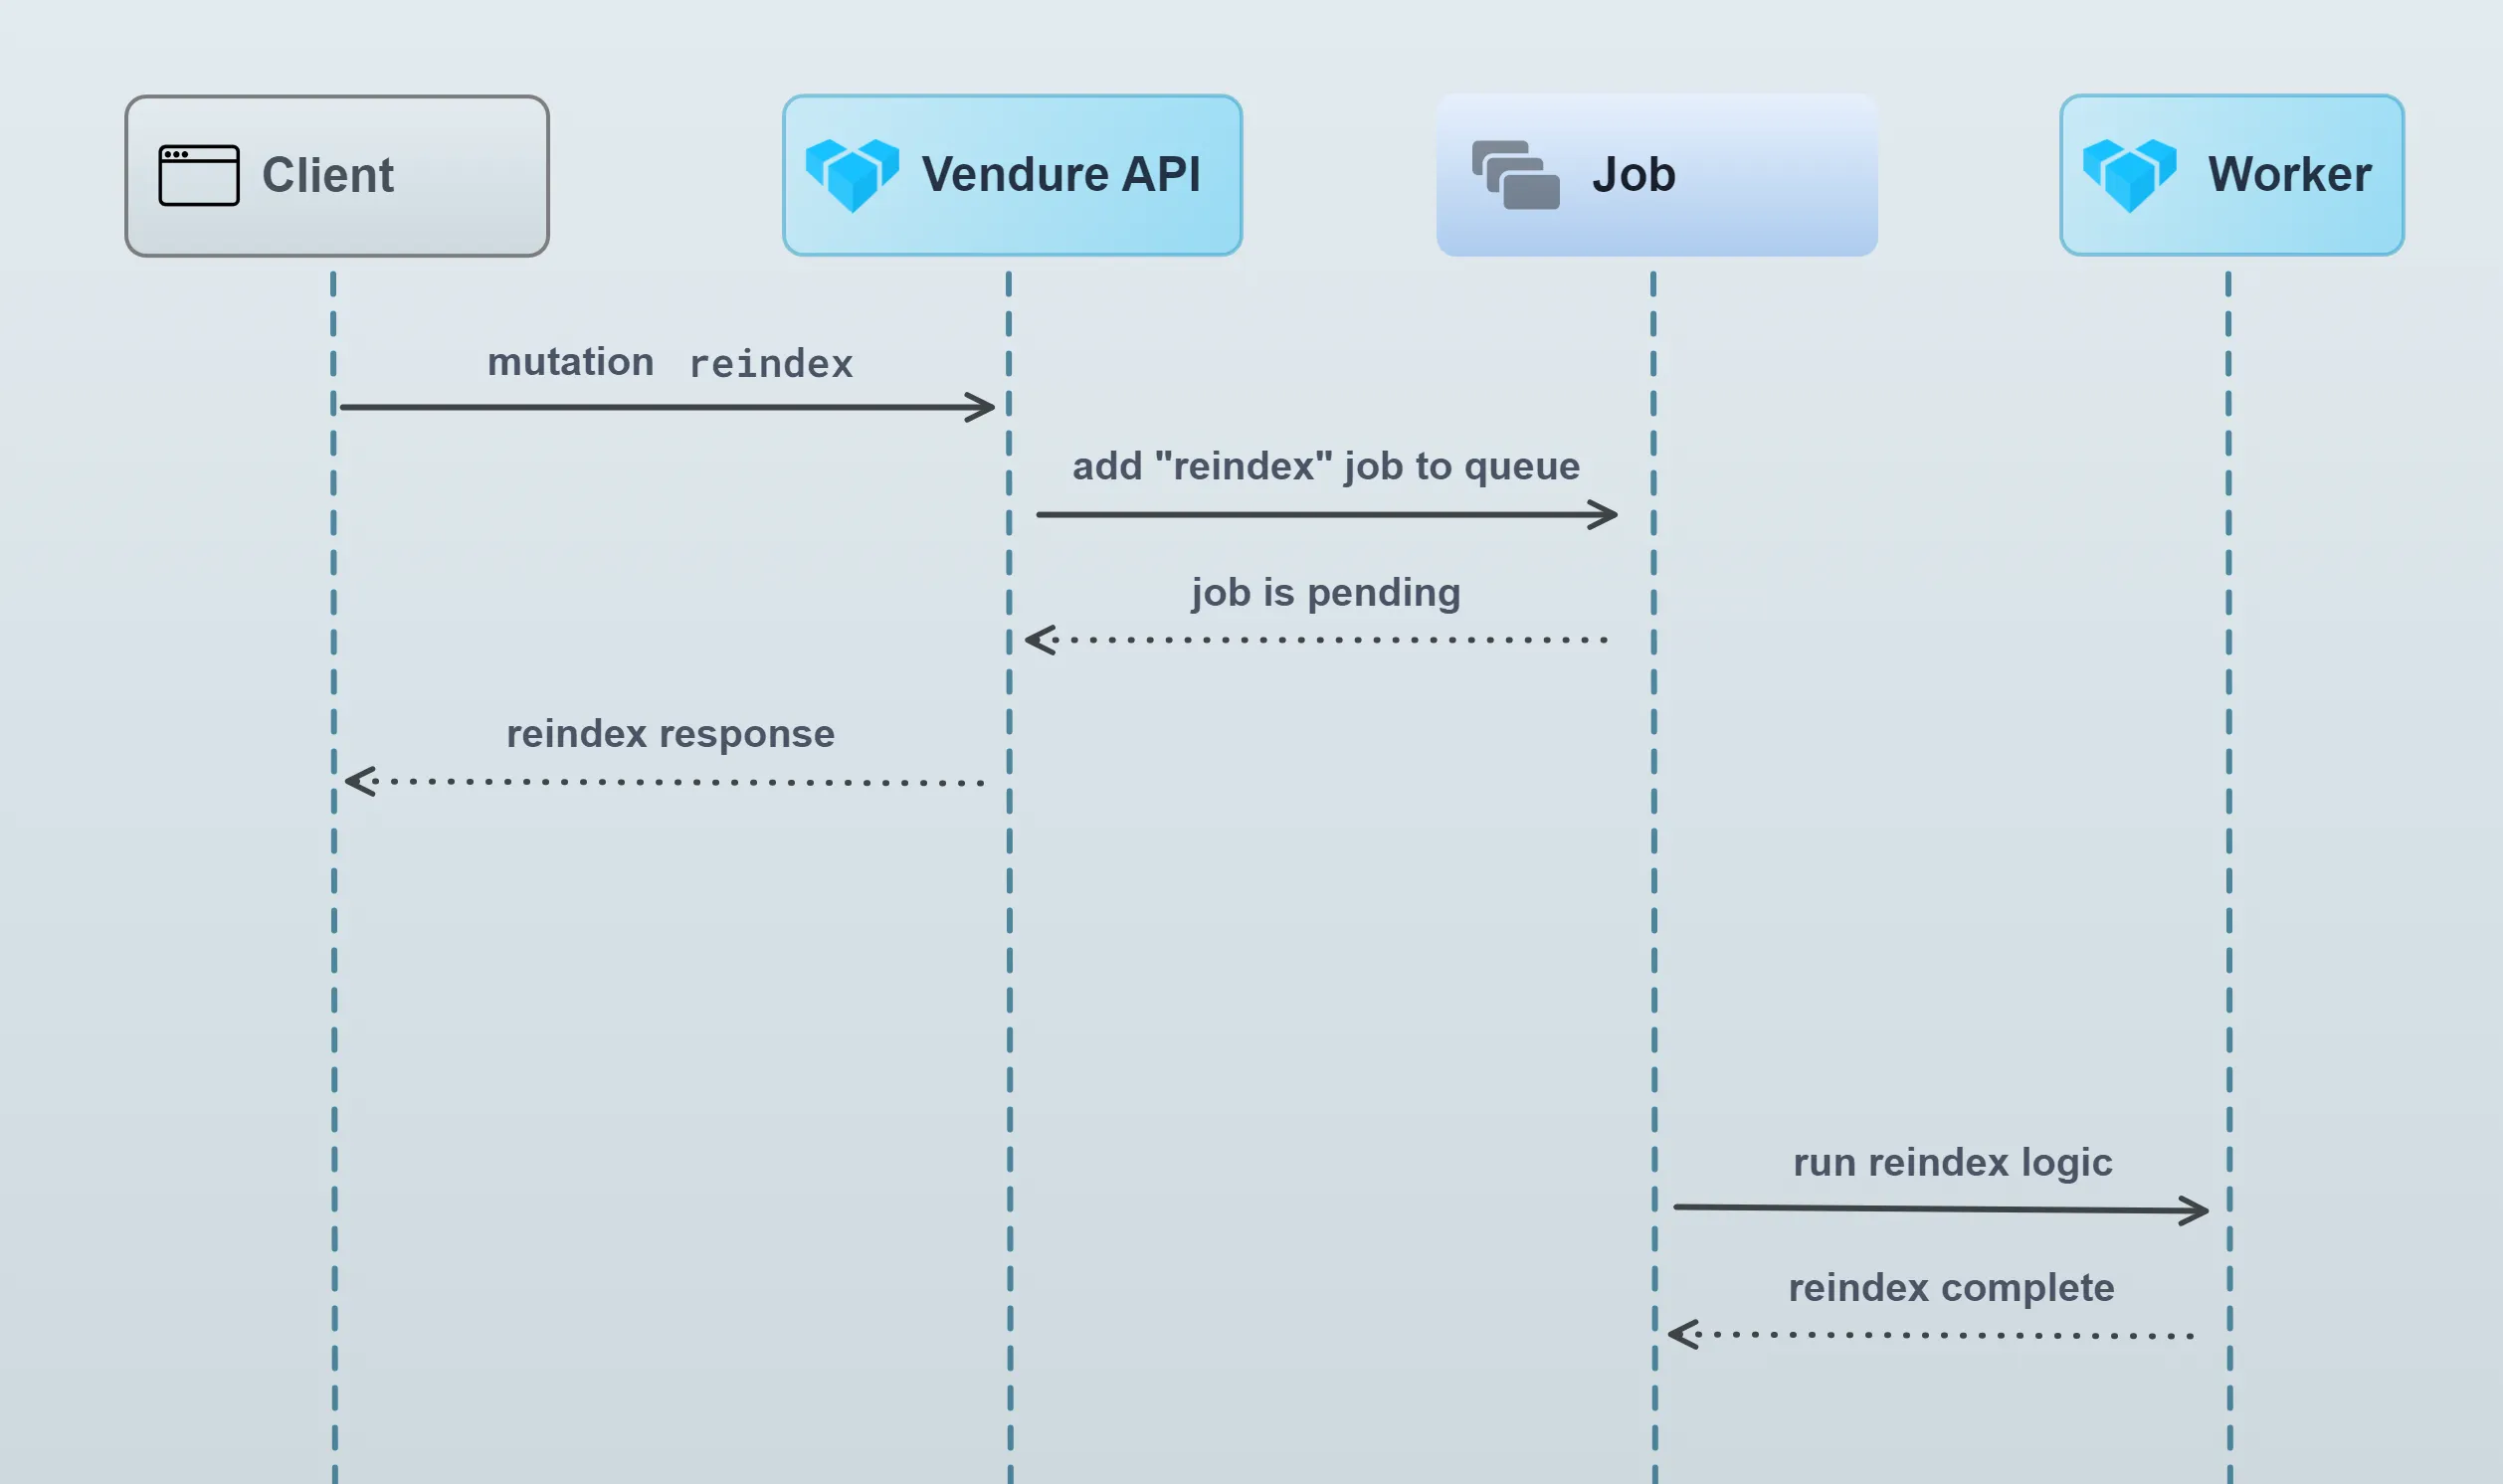 Client
Vendure API
Job
Worker
mutation reindex
add "reindex" job to queue
job is pending
reindex response
run reindex logic
reindex complete